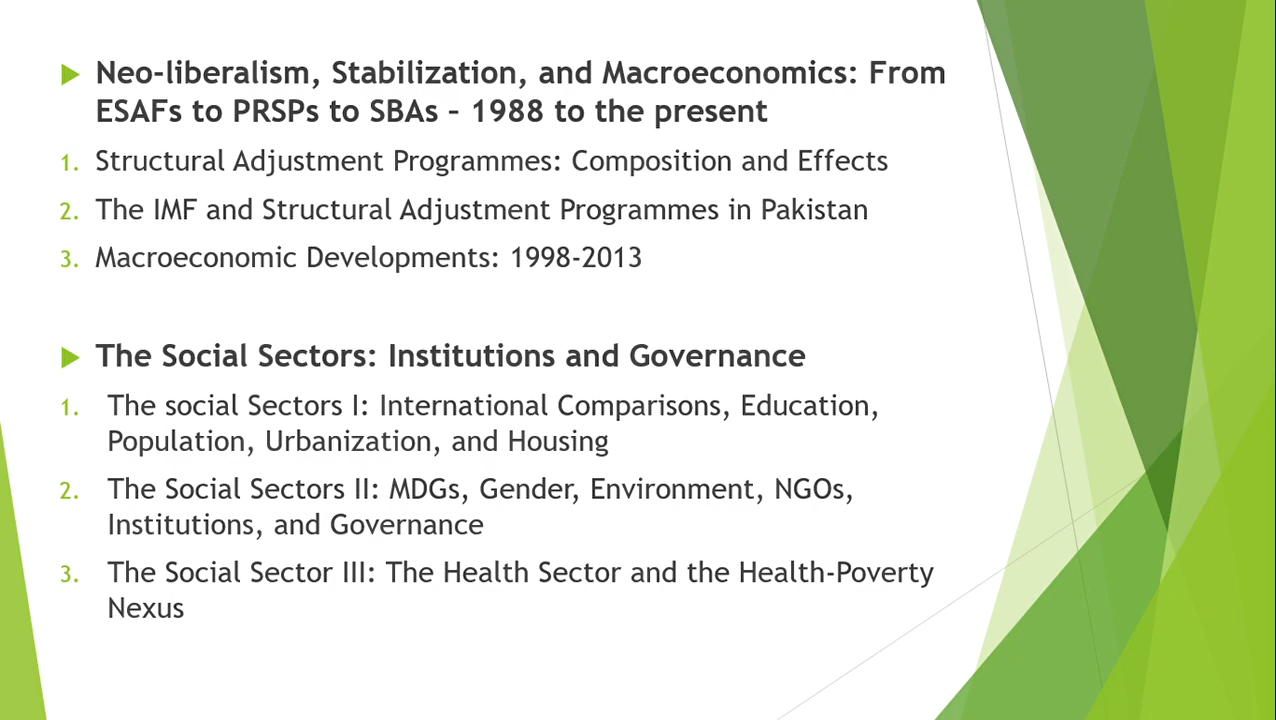 Neo-liberalism, Stabilization, and Macroeconomics: From
ESAFs to PRSPs to SBAs – 1988 to the present
1. Structural Adjustment Programmes: Composition and Effects
2. The IMF and Structural Adjustment Programmes in Pakistan
3. Macroeconomic Developments: 1998-2013
The Social Sectors: Institutions and Governance
1. The social Sectors I: International Comparisons, Education,
Population, Urbanization, and Housing
2. The Social Sectors II: MDGs, Gender, Environment, NGOs,
Institutions, and Governance
3. The Social Sector III: The Health Sector and the Health-Poverty
Nexus